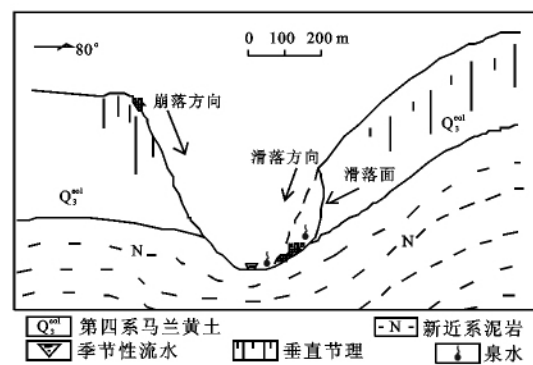 80°
0 100 200 m
崩落方向
滑落方向
滑落面
Q₃ᵉᵒˡ
Q₃ᵉᵒˡ
N
N
Q₃ᵉᵒˡ 第四系马兰黄土
N 新近系泥岩
季节性流水
垂直节理
泉水